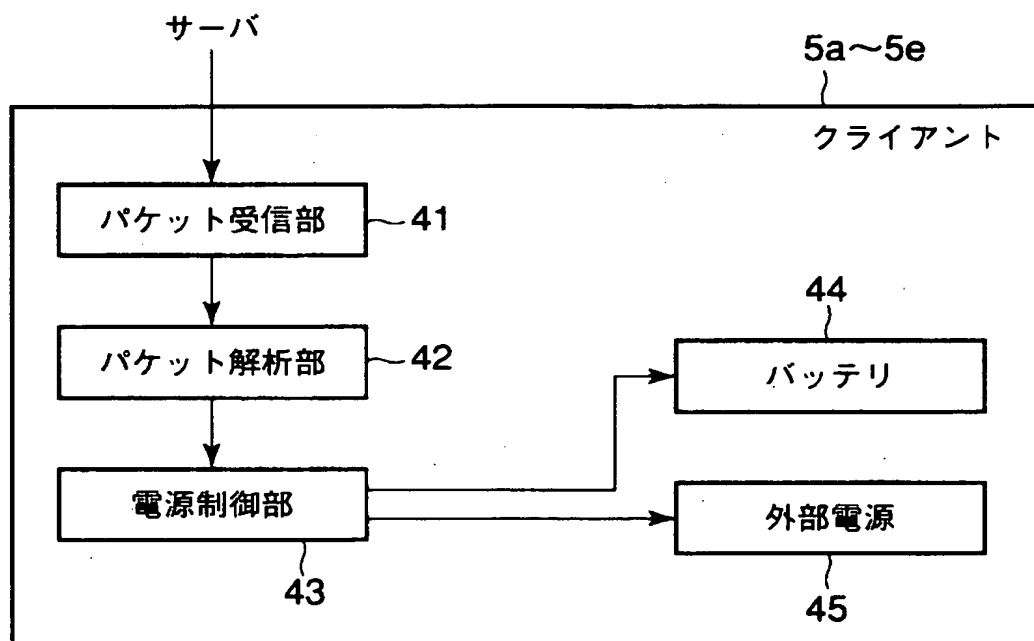 サーバ
5a～5e
クライアント
パケット受信部
41
パケット解析部
42
44
バッテリ
電源制御部
43
外部電源
45